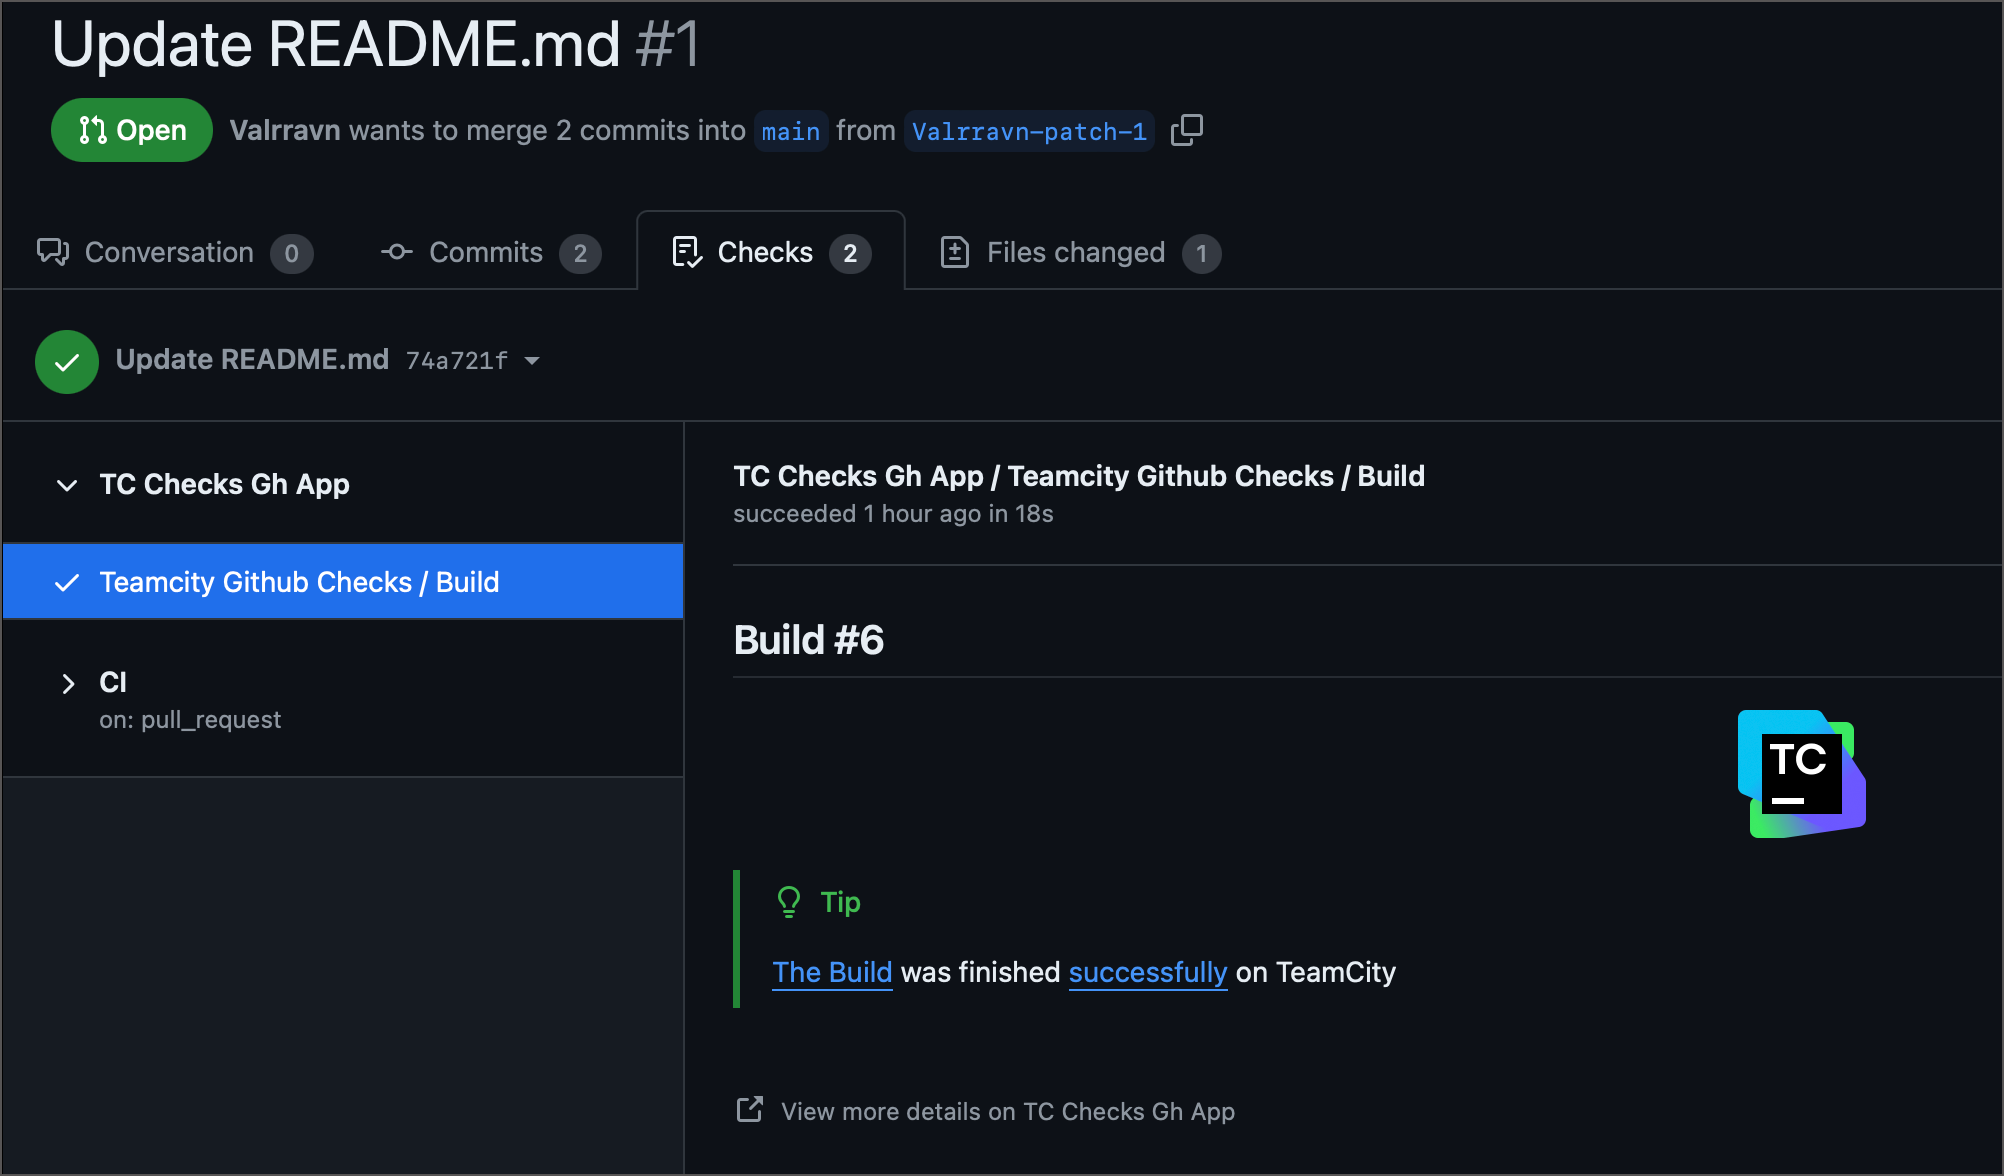 Update README.md #1
Open Valrravn wants to merge 2 commits into main from Valrravn-patch-1
Conversation 0 Commits 2 Checks 2 Files changed 1
Update README.md 74a721f
TC Checks Gh App
Teamcity Github Checks / Build
CI
on: pull_request
TC Checks Gh App / Teamcity Github Checks / Build
succeeded 1 hour ago in 18s
Build #6
TC
Tip
The Build was finished successfully on TeamCity
View more details on TC Checks Gh App